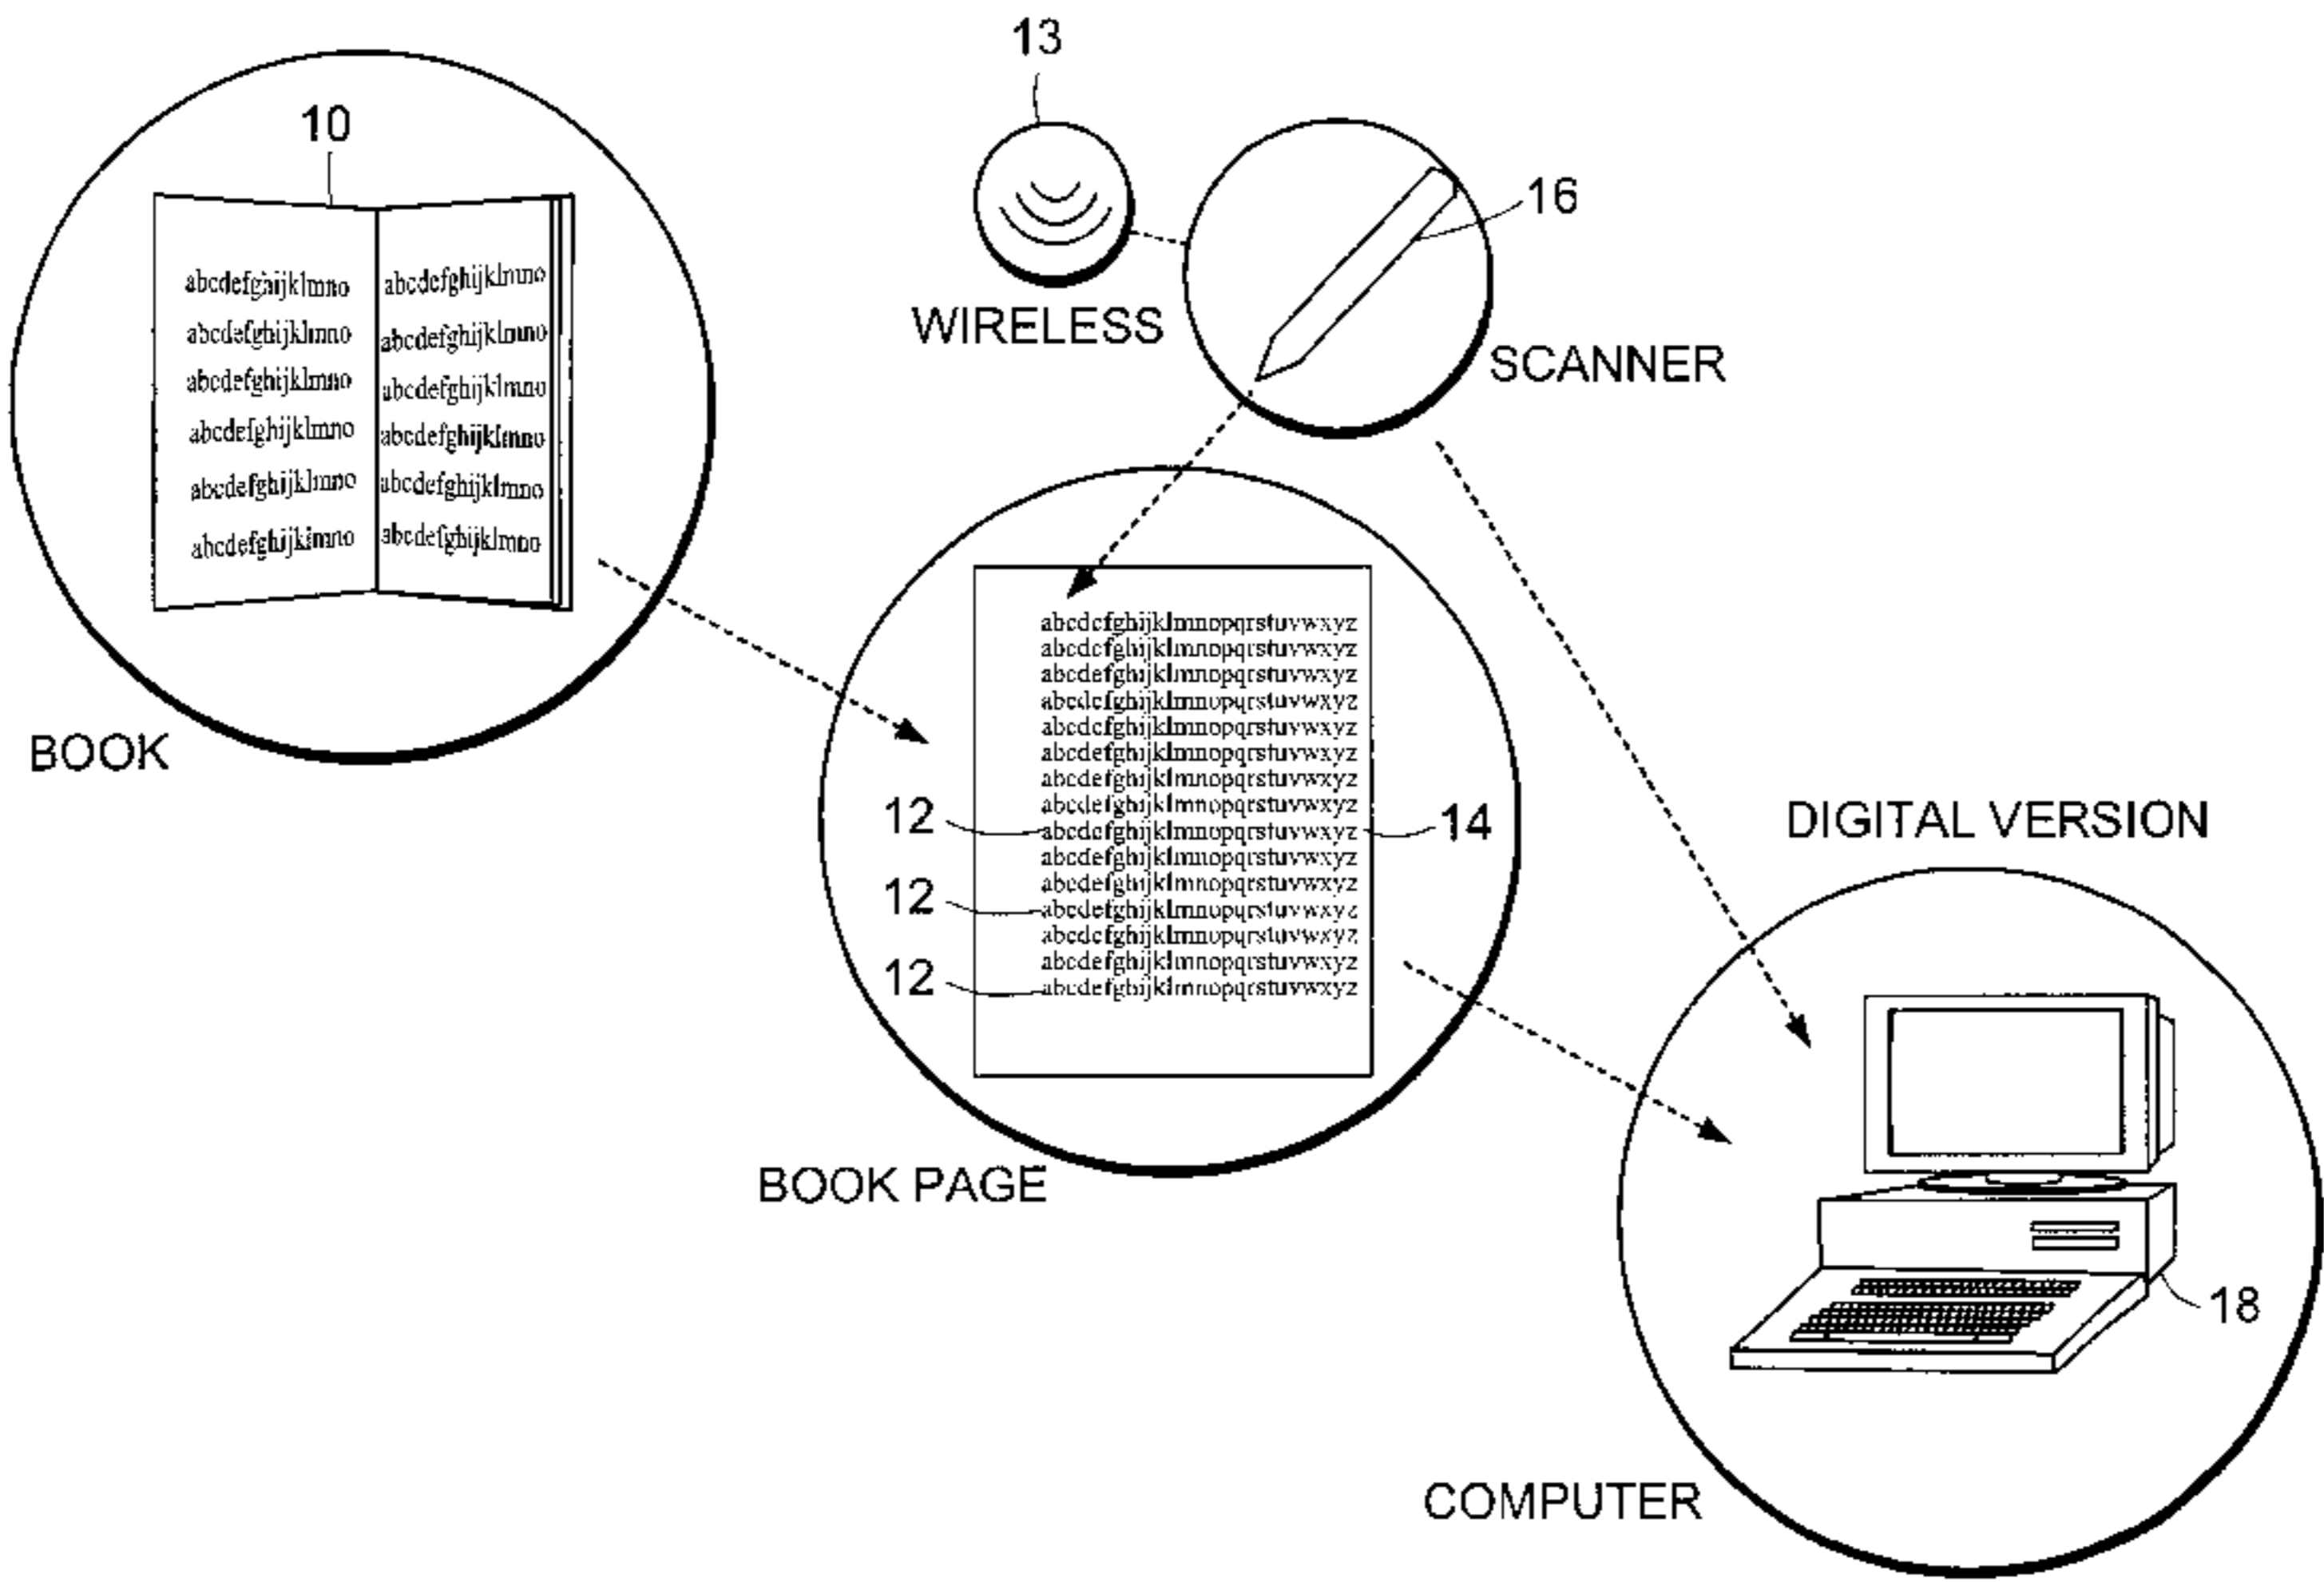 13
10
16
abcdefghijklmno abcdefghijklmno
abcdefghijklmno abcdefghijklmno
abcdefghijklmno abcdefghijklmno
abcdefghijklmno abcdefghijklmno
abcdefghijklmno abcdefghijklmno
abcdefghijklmno abcdefghijklmno
WIRELESS
SCANNER
BOOK
abcdefghijklmnopqrstuvwxyz
abcdefghijklmnopqrstuvwxyz
abcdefghijklmnopqrstuvwxyz
abcdefghijklmnopqrstuvwxyz
abcdefghijklmnopqrstuvwxyz
abcdefghijklmnopqrstuvwxyz
abcdefghijklmnopqrstuvwxyz
abcdefghijklmnopqrstuvwxyz
12 abcdefghijklmnopqrstuvwxyz 14
abcdefghijklmnopqrstuvwxyz
abcdefghijklmnopqrstuvwxyz
12 abcdefghijklmnopqrstuvwxyz
abcdefghijklmnopqrstuvwxyz
abcdefghijklmnopqrstuvwxyz
12 abcdefghijklmnopqrstuvwxyz
BOOK PAGE
DIGITAL VERSION
18
COMPUTER